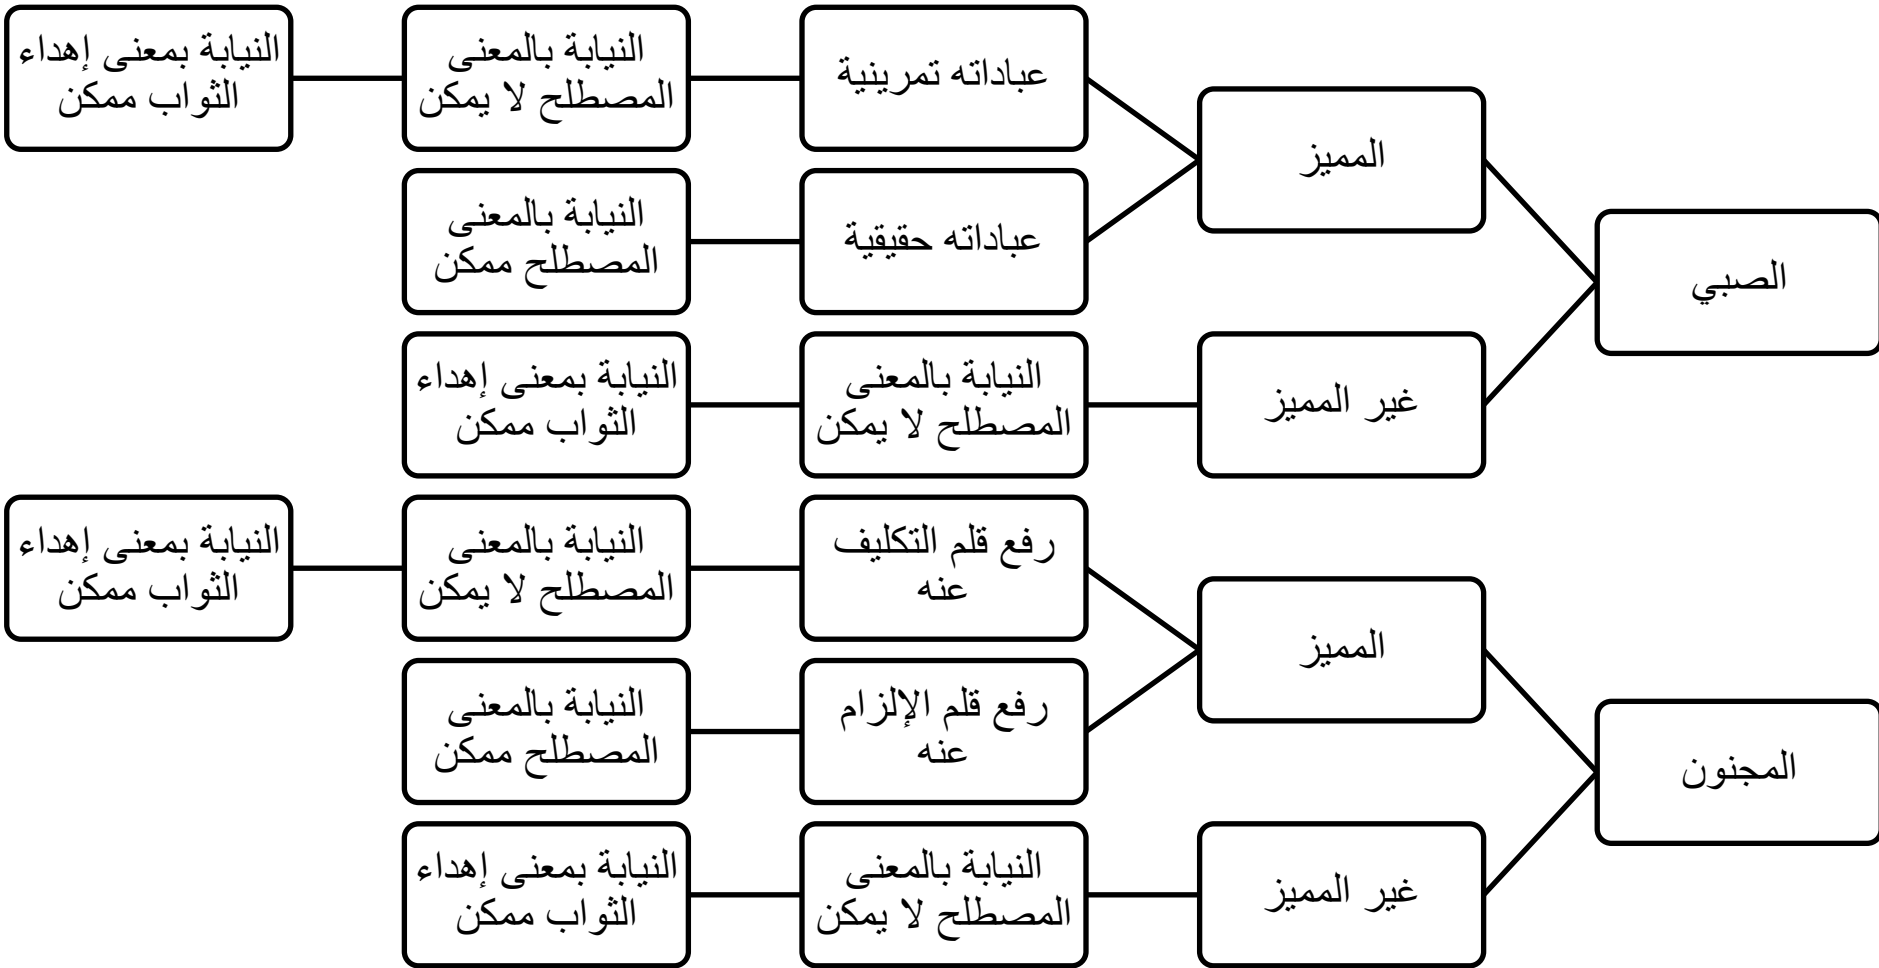 الصبي
المميز
عباداته تمرينية
النيابة بالمعنى
المصطلح لا يمكن
النيابة بمعنى إهداء
الثواب ممكن
عباداته حقيقية
النيابة بالمعنى
المصطلح ممكن
غير المميز
النيابة بالمعنى
المصطلح لا يمكن
النيابة بمعنى إهداء
الثواب ممكن
المجنون
المميز
رفع قلم التكليف
عنه
النيابة بالمعنى
المصطلح لا يمكن
النيابة بمعنى إهداء
الثواب ممكن
رفع قلم الإلزام
عنه
النيابة بالمعنى
المصطلح ممكن
غير المميز
النيابة بالمعنى
المصطلح لا يمكن
النيابة بمعنى إهداء
الثواب ممكن